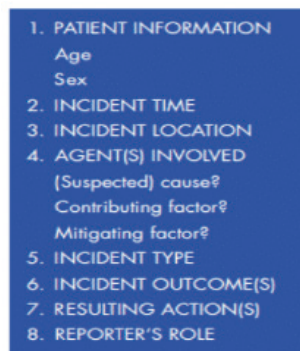 1. PATIENT INFORMATION
Age
Sex
2. INCIDENT TIME
3. INCIDENT LOCATION
4. AGENT(S) INVOLVED
(Suspected) cause?
Contributing factor?
Mitigating factor?
5. INCIDENT TYPE
6. INCIDENT OUTCOME(S)
7. RESULTING ACTION(S)
8. REPORTER'S ROLE